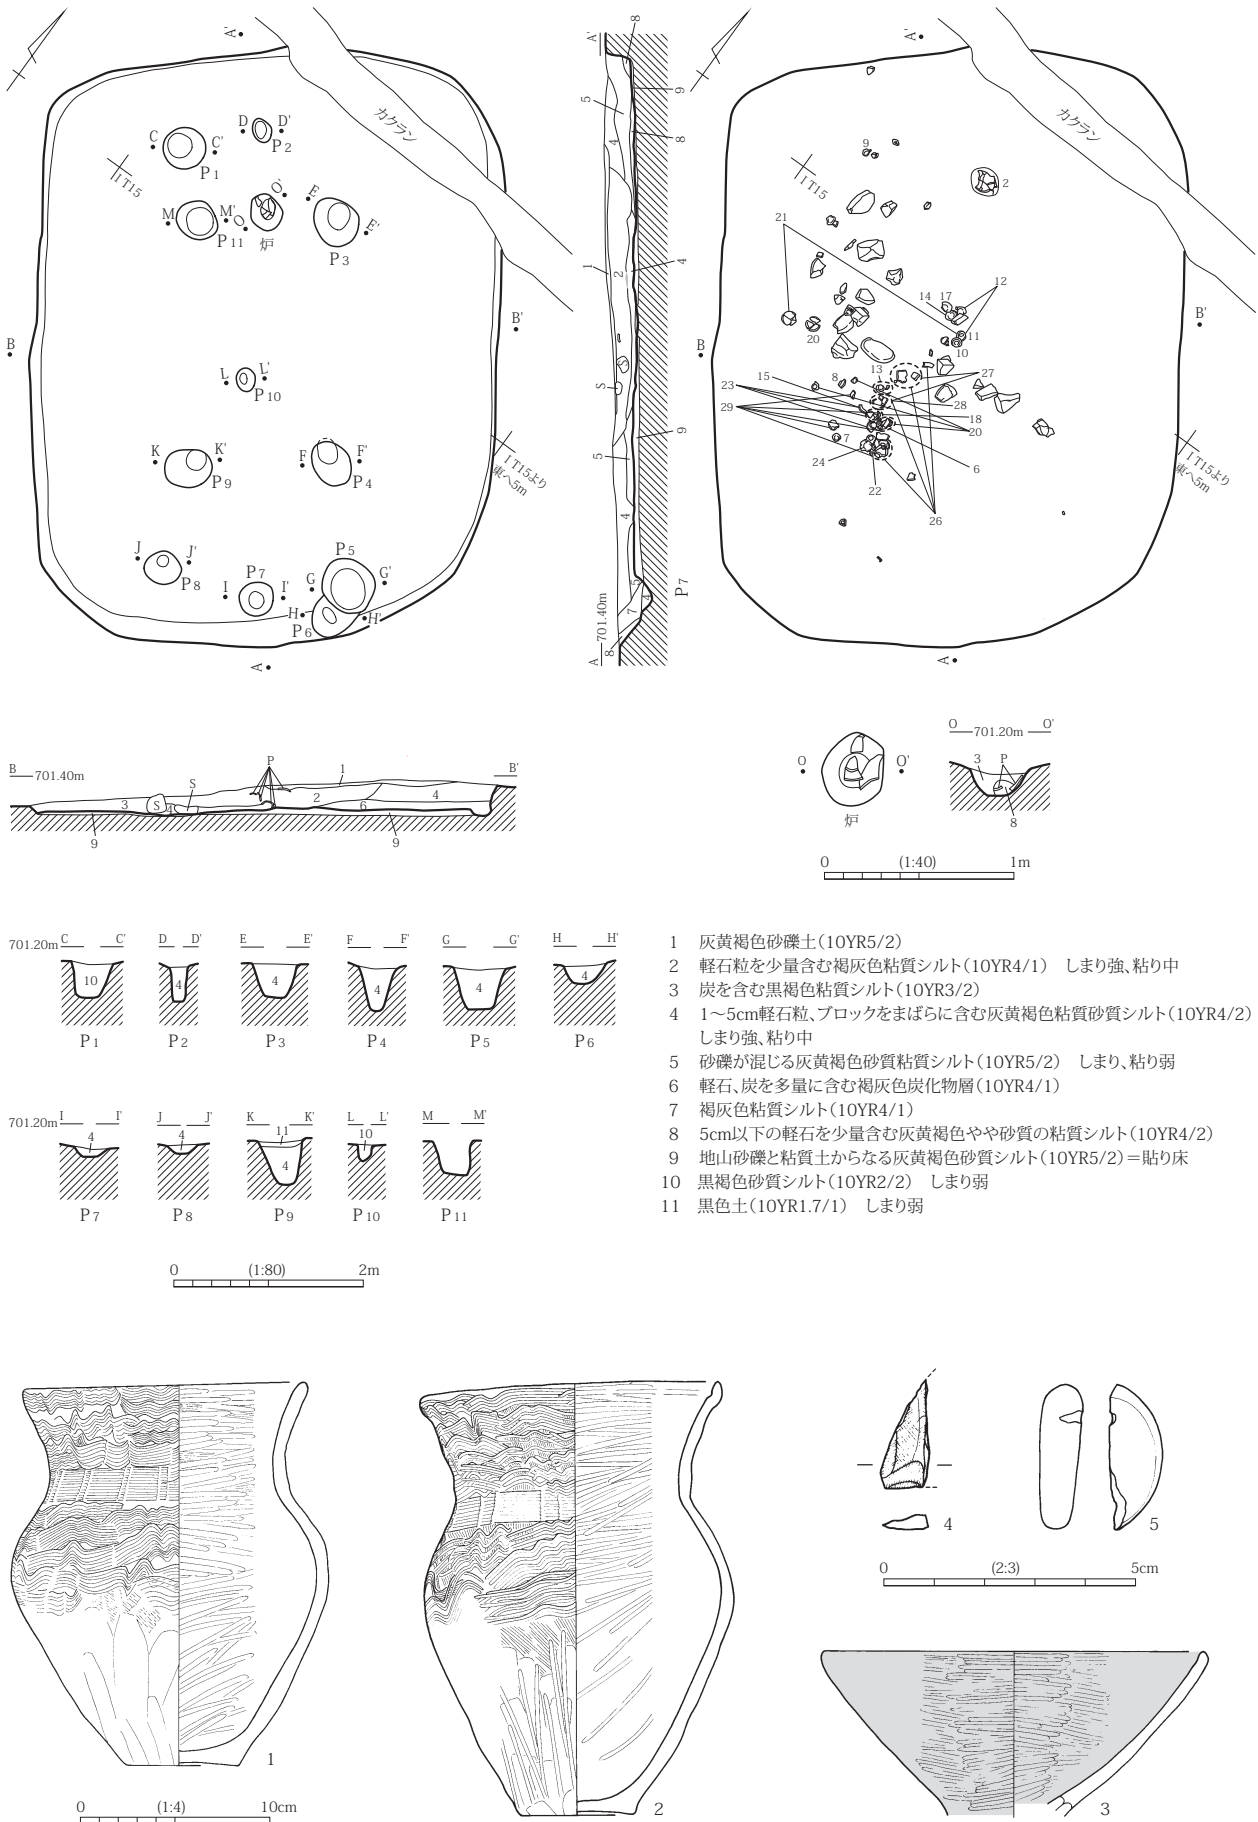 A'
カクラン
C
C'
P1
D
D'
P2
I T15
M
M'
P11
O
O'
炉
E
E'
P3
B
B'
L
L'
P10
K
K'
P9
F
F'
P4
I T15より
東へ5m
J
J'
P8
I
I'
P7
P5
G
G'
H
H'
P6
A
A'
8
9
5
8
4
1
2
4
S
S
9
5
4
5
4
7
8
P7
A
701.40m
A'
カクラン
9
2
I T15
21
12
14
17
11
10
20
B
B'
8
13
27
15
23
29
28
18
20
7
6
24
22
26
I T15より
東へ5m
A
B
701.40m
B'
P
1
S
3
S
4
2
6
4
9
9
O
O'
炉
O
701.20m
O'
3
P
8
0
(1:40)
1m
701.20m
C
C'
D
D'
E
E'
F
F'
G
G'
H
H'
10
4
4
4
4
4
P1
P2
P3
P4
P5
P6
701.20m
I
I'
J
J'
K
K'
L
L'
M
M'
4
4
11
4
10
P7
P8
P9
P10
P11
0
(1:80)
2m
1 灰黄褐色砂礫土(10YR5/2)
2 軽石粒を少量含む褐灰色粘質シルト(10YR4/1) しまり強、粘り中
3 炭を含む黒褐色粘質シルト(10YR3/2)
4 1〜5cm軽石粒、ブロックをまばらに含む灰黄褐色粘質砂質シルト(10YR4/2)
しまり強、粘り中
5 砂礫が混じる灰黄褐色砂質粘質シルト(10YR5/2) しまり、粘り弱
6 軽石、炭を多量に含む褐灰色炭化物層(10YR4/1)
7 褐灰色粘質シルト(10YR4/1)
8 5cm以下の軽石を少量含む灰黄褐色やや砂質の粘質シルト(10YR4/2)
9 地山砂礫と粘質土からなる灰黄褐色砂質シルト(10YR5/2)=貼り床
10 黒褐色砂質シルト(10YR2/2) しまり弱
11 黒色土(10YR1.7/1) しまり弱
1
2
4
5
0
(2:3)
5cm
3
0
(1:4)
10cm